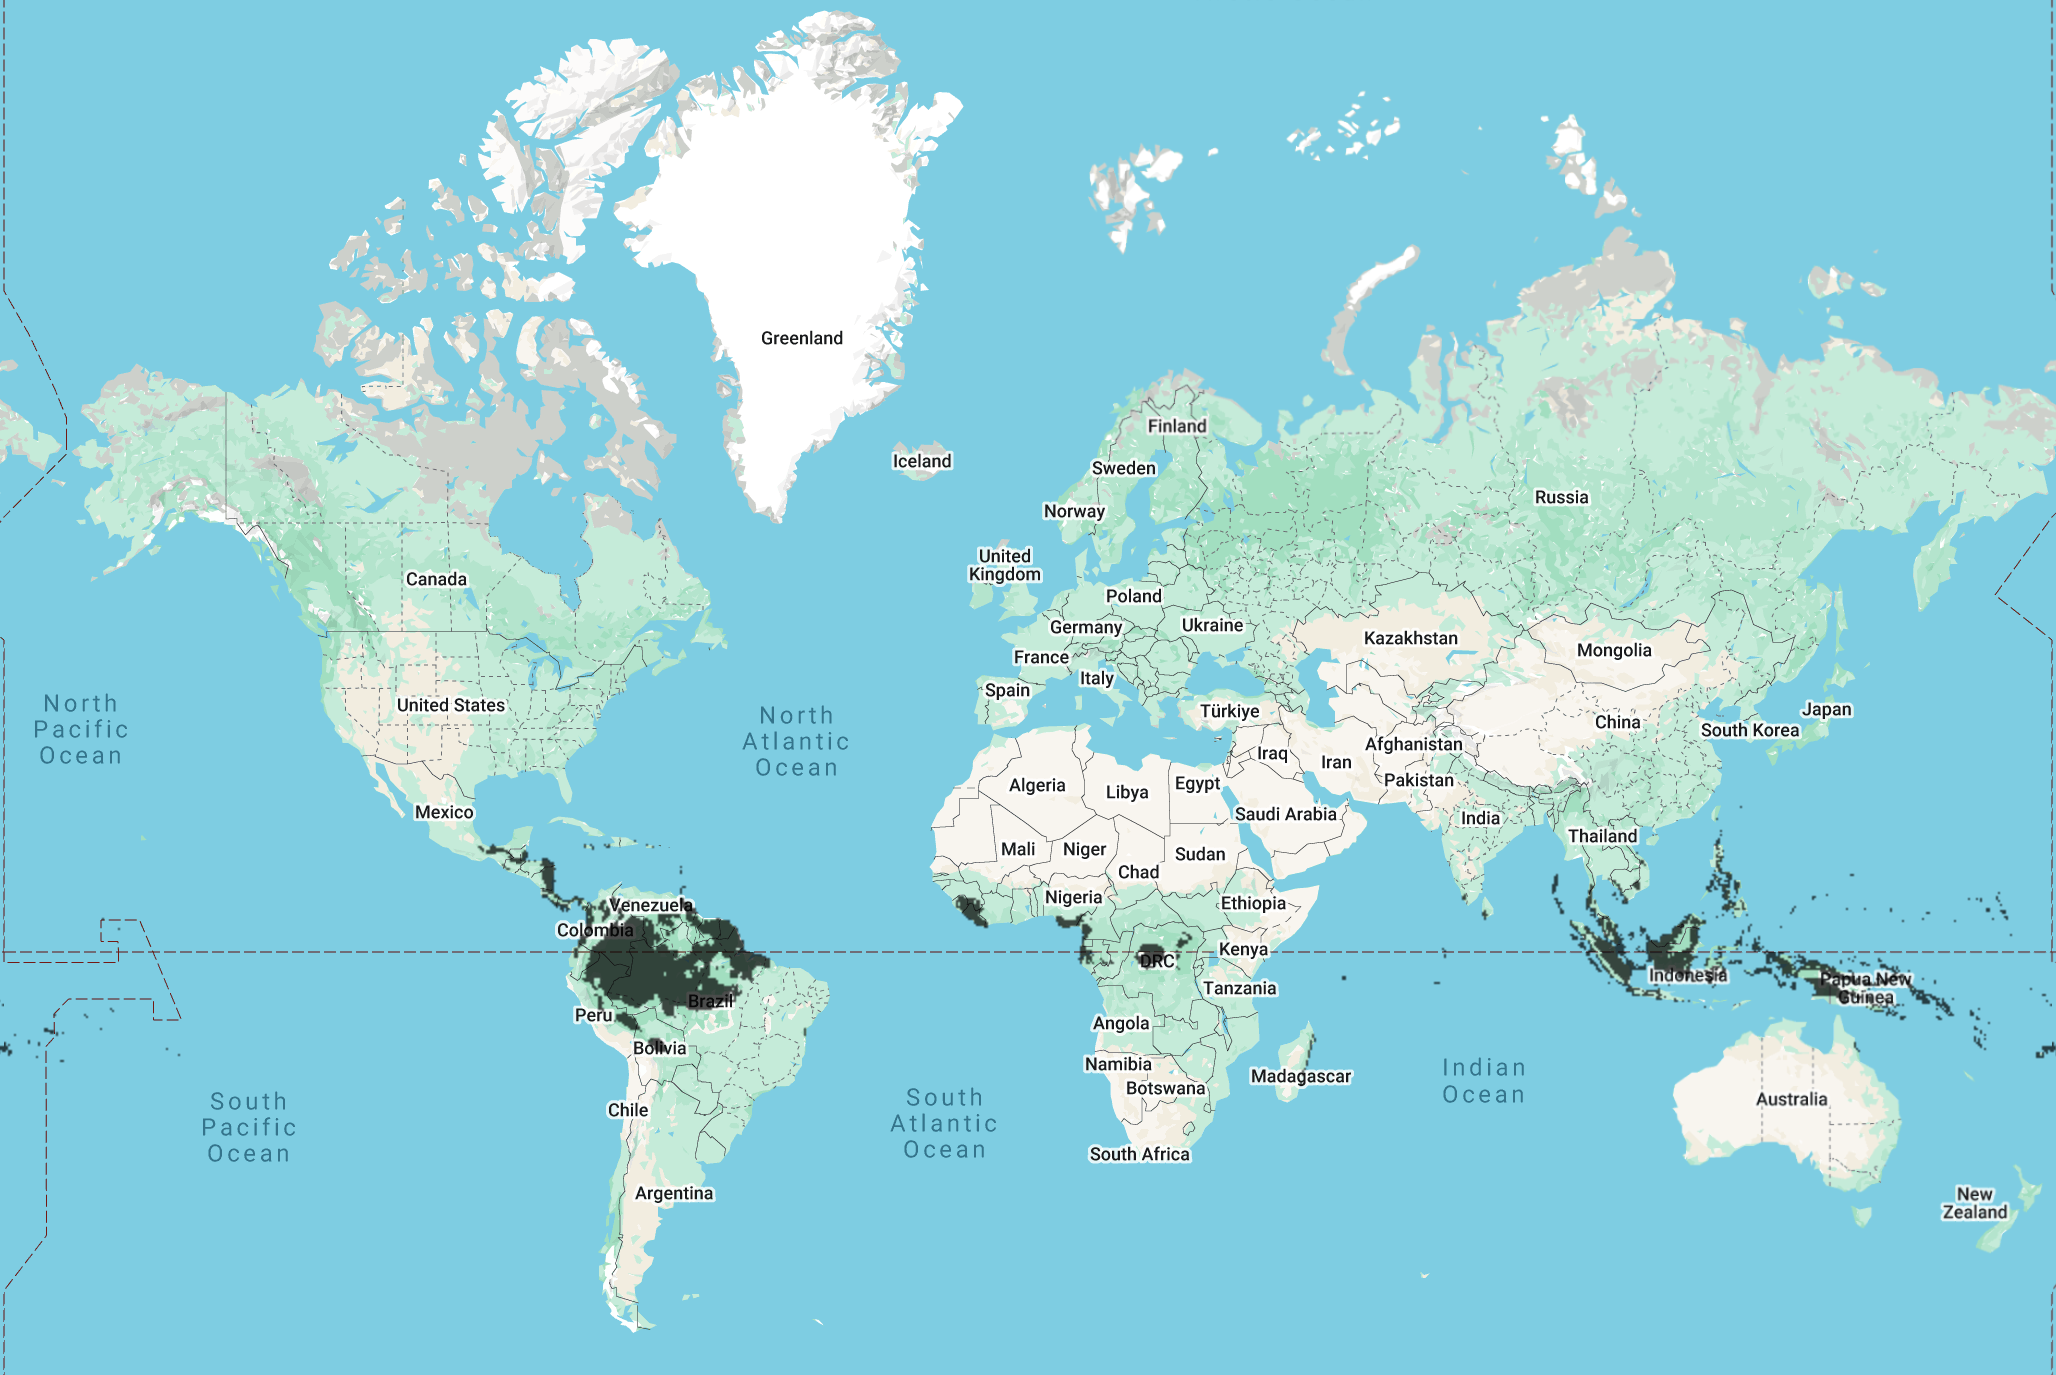 Greenland
Finland
Iceland
Sweden
Russia
Norway
United
Kingdom
Canada
Poland
Germany
Ukraine
Kazakhstan
France
Mongolia
Italy
Spain
United States
Türkiye
China
Japan
South Korea
North
Pacific
Ocean
North
Atlantic
Ocean
Iraq
Afghanistan
Iran
Algeria
Libya
Egypt
Pakistan
Mexico
Saudi Arabia
India
Thailand
Mali
Niger
Sudan
Chad
Nigeria
Ethiopia
Venezuela
Colombia
Kenya
DRC
Indonesia
Papua New
Guinea
Tanzania
Brazil
Peru
Angola
Bolivia
Namibia
Madagascar
Botswana
Indian
Ocean
Australia
Chile
South
Pacific
Ocean
South
Atlantic
Ocean
South Africa
Argentina
New
Zealand